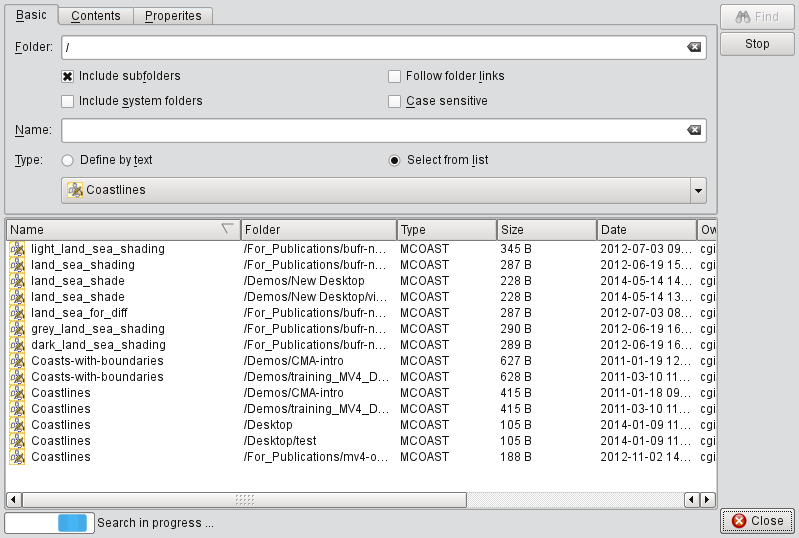 Basic Contents Properites
Find
Stop
Folder: /
Include subfolders Follow folder links
Include system folders Case sensitive
Name:
Type: Define by text Select from list
Coastlines
Name Folder Type Size Date Ow
light_land_sea_shading /For_Publications/bufr-n... MCOAST 345 B 2012-07-03 09... cgi
land_sea_shading /For_Publications/bufr-n... MCOAST 287 B 2012-06-19 15... cgi
land_sea_shade /Demos/New Desktop MCOAST 228 B 2014-05-14 14... cgi
land_sea_shade /Demos/New Desktop/vi... MCOAST 228 B 2014-05-14 13... cgi
land_sea_for_diff /For_Publications/bufr-n... MCOAST 287 B 2012-07-03 08... cgi
grey_land_sea_shading /For_Publications/bufr-n... MCOAST 290 B 2012-06-19 16... cgi
dark_land_sea_shading /For_Publications/bufr-n... MCOAST 289 B 2012-06-19 16... cgi
Coasts-with-boundaries /Demos/CMA-intro MCOAST 627 B 2011-01-19 12... cgi
Coasts-with-boundaries /Demos/training_MV4_D... MCOAST 628 B 2011-03-10 11... cgi
Coastlines /Demos/CMA-intro MCOAST 415 B 2011-01-18 09... cgi
Coastlines /Demos/training_MV4_D... MCOAST 415 B 2011-03-10 11... cgi
Coastlines /Desktop MCOAST 105 B 2014-01-09 11... cgi
Coastlines /Desktop/test MCOAST 105 B 2014-01-09 11... cgi
Coastlines /For_Publications/mv4-o... MCOAST 188 B 2012-11-02 14... cgi
Search in progress ...
Close